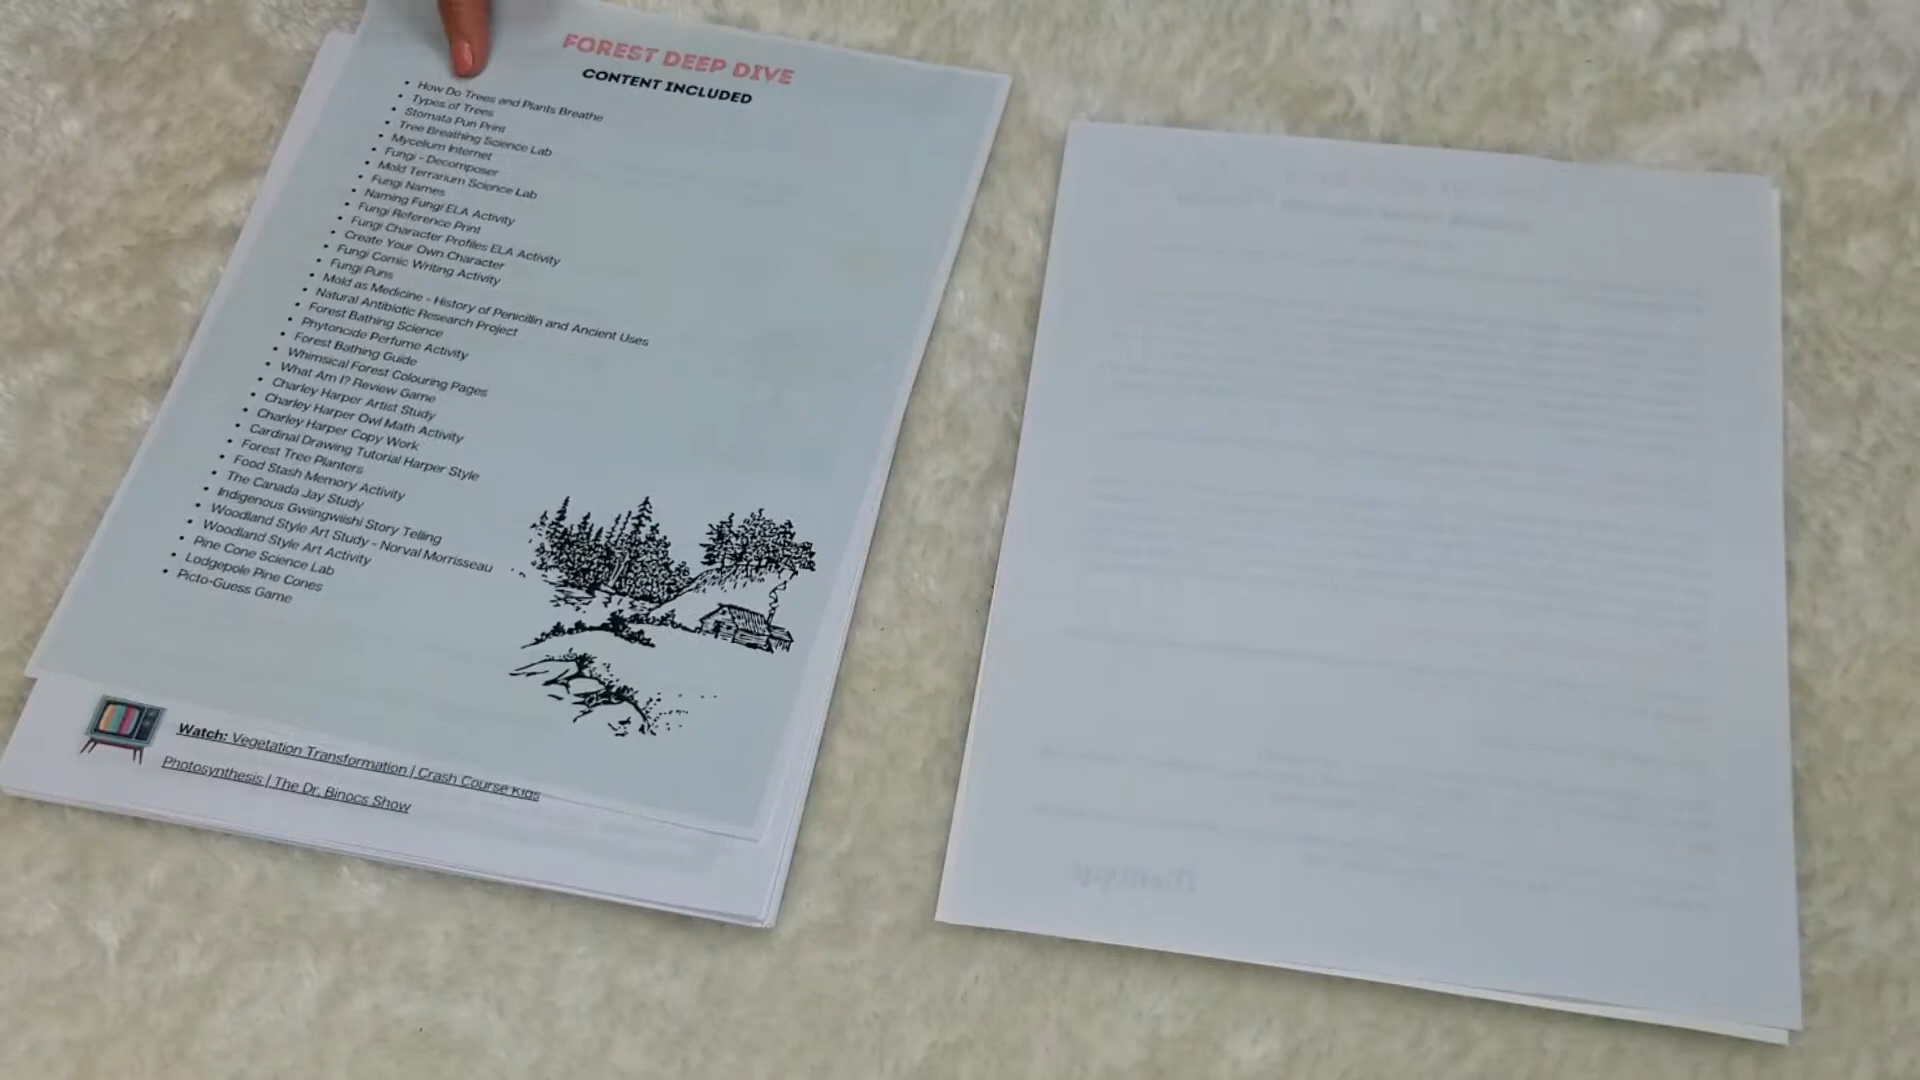 FOREST DEEP DIVE
CONTENT INCLUDED
• How Do Trees and Plants Breathe
• Types of Trees
• Stomata Pun Print
• Tree Breathing Science Lab
• Mycelium Internet
• Fungi - Decomposer
• Mold Terrarium Science Lab
• Fungi Names
• Naming Fungi ELA Activity
• Fungi Reference Print
• Fungi Character Profiles ELA Activity
• Create Your Own Character
• Fungi Comic Writing Activity
• Fungi Puns
• Mold as Medicine - History of Penicillin and Ancient Uses
• Natural Antibiotic Research Project
• Forest Bathing Science
• Phytoncide Perfume Activity
• Forest Bathing Guide
• Whimsical Forest Colouring Pages
• What Am I? Review Game
• Charley Harper Artist Study
• Charley Harper Owl Math Activity
• Charley Harper Copy Work
• Cardinal Drawing Tutorial Harper Style
• Forest Tree Planters
• Food Stash Memory Activity
• The Canada Jay Study
• Indigenous Gwiingwiishi Story Telling
• Woodland Style Art Study - Norval Morrisseau
• Woodland Style Art Activity
• Pine Cone Science Lab
• Lodgepole Pine Cones
• Picto-Guess Game
Watch: Vegetation Transformation | Crash Course Kids
Photosynthesis | The Dr. Binocs Show